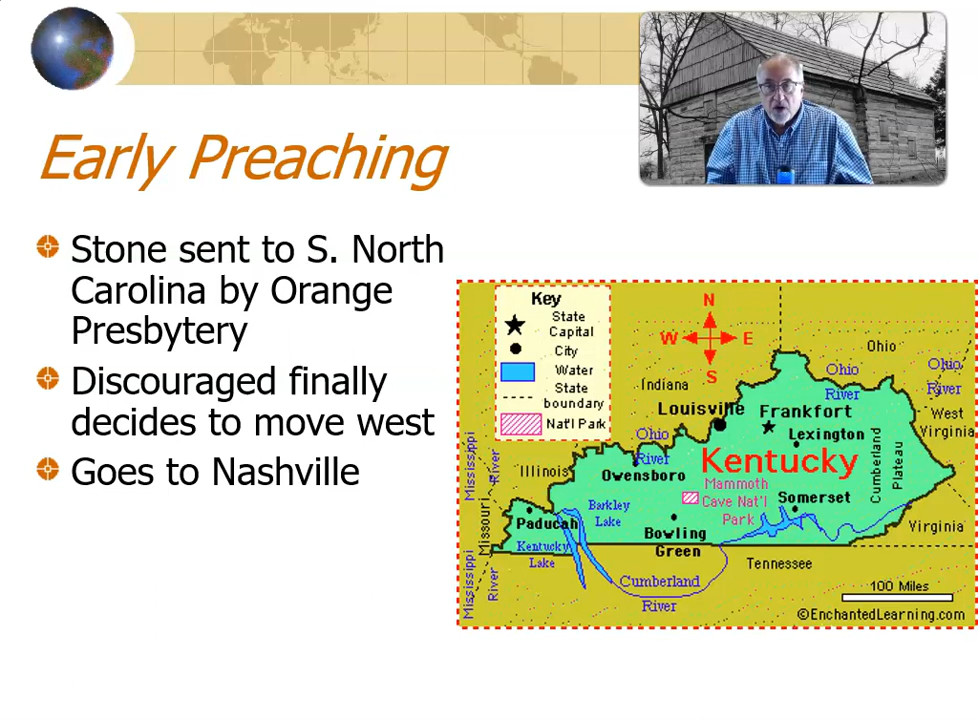 Early Preaching
Stone sent to S. North
Carolina by Orange
Presbytery
Discouraged finally
decides to move west
Goes to Nashville
Key
State
Capital
City
Water
State
boundary
Nat'l Park
N
W E
S
Indiana
Ohio
Ohio
River
Ohio
River
West
Virginia
Louisville
Frankfort
Lexington
Ohio
River
Illinois
Owensboro
Kentucky
Mammoth
Cave Nat'l
Park
Cumberland
Plateau
Somerset
Mississippi
River
Missouri
Paducah
Barkley
Lake
Bowling
Green
Virginia
Kentucky
Lake
Tennessee
Mississippi
River
Cumberland
River
100 Miles
©EnchantedLearning.com